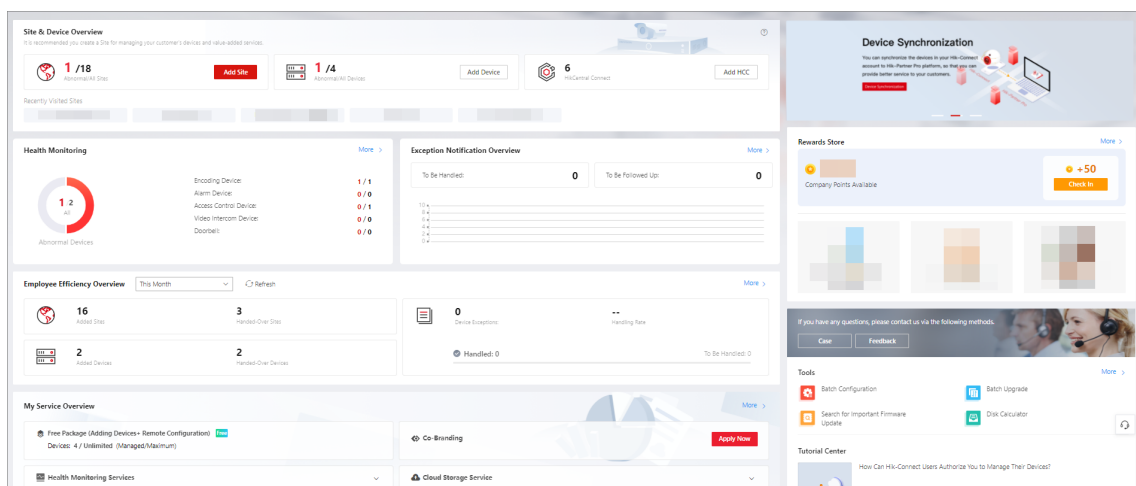 Site & Device Overview
It is recommended you create a Site for managing your customer's devices and value-added services.
1 /18
Abnormal/All Sites
Add Site
1 /4
Abnormal/All Devices
Add Device
6
HikCentral Connect
Add HCC
Recently Visited Sites
Health Monitoring
More >
1 2
All
Abnormal Devices
Encoding Device: 1 / 1
Alarm Device: 0 / 0
Access Control Device: 0 / 1
Video Intercom Device: 0 / 0
Doorbell: 0 / 0
Exception Notification Overview
More >
To Be Handled: 0
To Be Followed Up: 0
10
8
6
4
2
0
Employee Efficiency Overview
This Month
Refresh
More >
16
Added Sites
3
Handed-Over Sites
2
Added Devices
2
Handed-Over Devices
0
Device Exceptions
--
Handling Rate
Handled: 0
To Be Handled: 0
My Service Overview
More >
Free Package (Adding Devices+ Remote Configuration) Free
Devices: 4 / Unlimited (Managed/Maximum)
Co-Branding
Apply Now
Health Monitoring Services
Cloud Storage Service
Device Synchronization
You can synchronize the devices in your Hik-Connect
account to Hik-Partner Pro platform, so that you can
provide better service to your customers.
Device Synchronization
Rewards Store
More >
Company Points Available
+50
Check In
If you have any questions, please contact us via the following methods.
Case
Feedback
Tools
More >
Batch Configuration
Batch Upgrade
Search for Important Firmware
Update
Disk Calculator
Tutorial Center
How Can Hik-Connect Users Authorize You to Manage Their Devices?